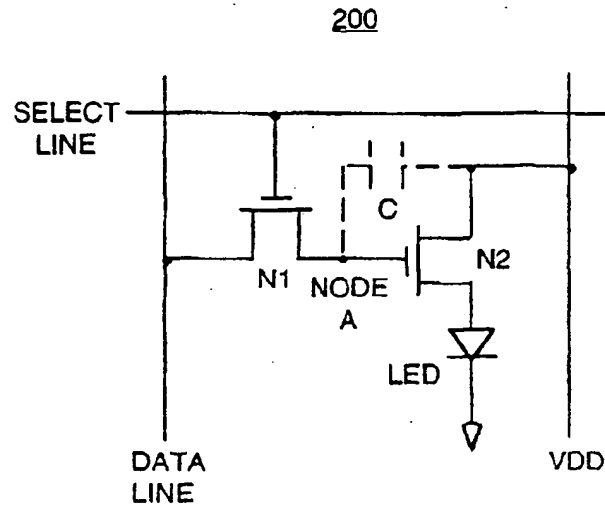 200
SELECT
LINE
C
N1
NODE
A
N2
LED
DATA
LINE
VDD